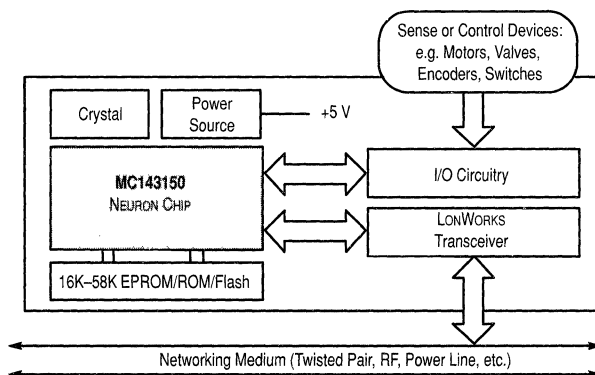 Sense or Control Devices:
e.g. Motors, Valves,
Encoders, Switches
Crystal
Power
Source
+5 V
MC143150
NEURON CHIP
I/O Circuitry
LONWORKS
Transceiver
16K–58K EPROM/ROM/Flash
Networking Medium (Twisted Pair, RF, Power Line, etc.)